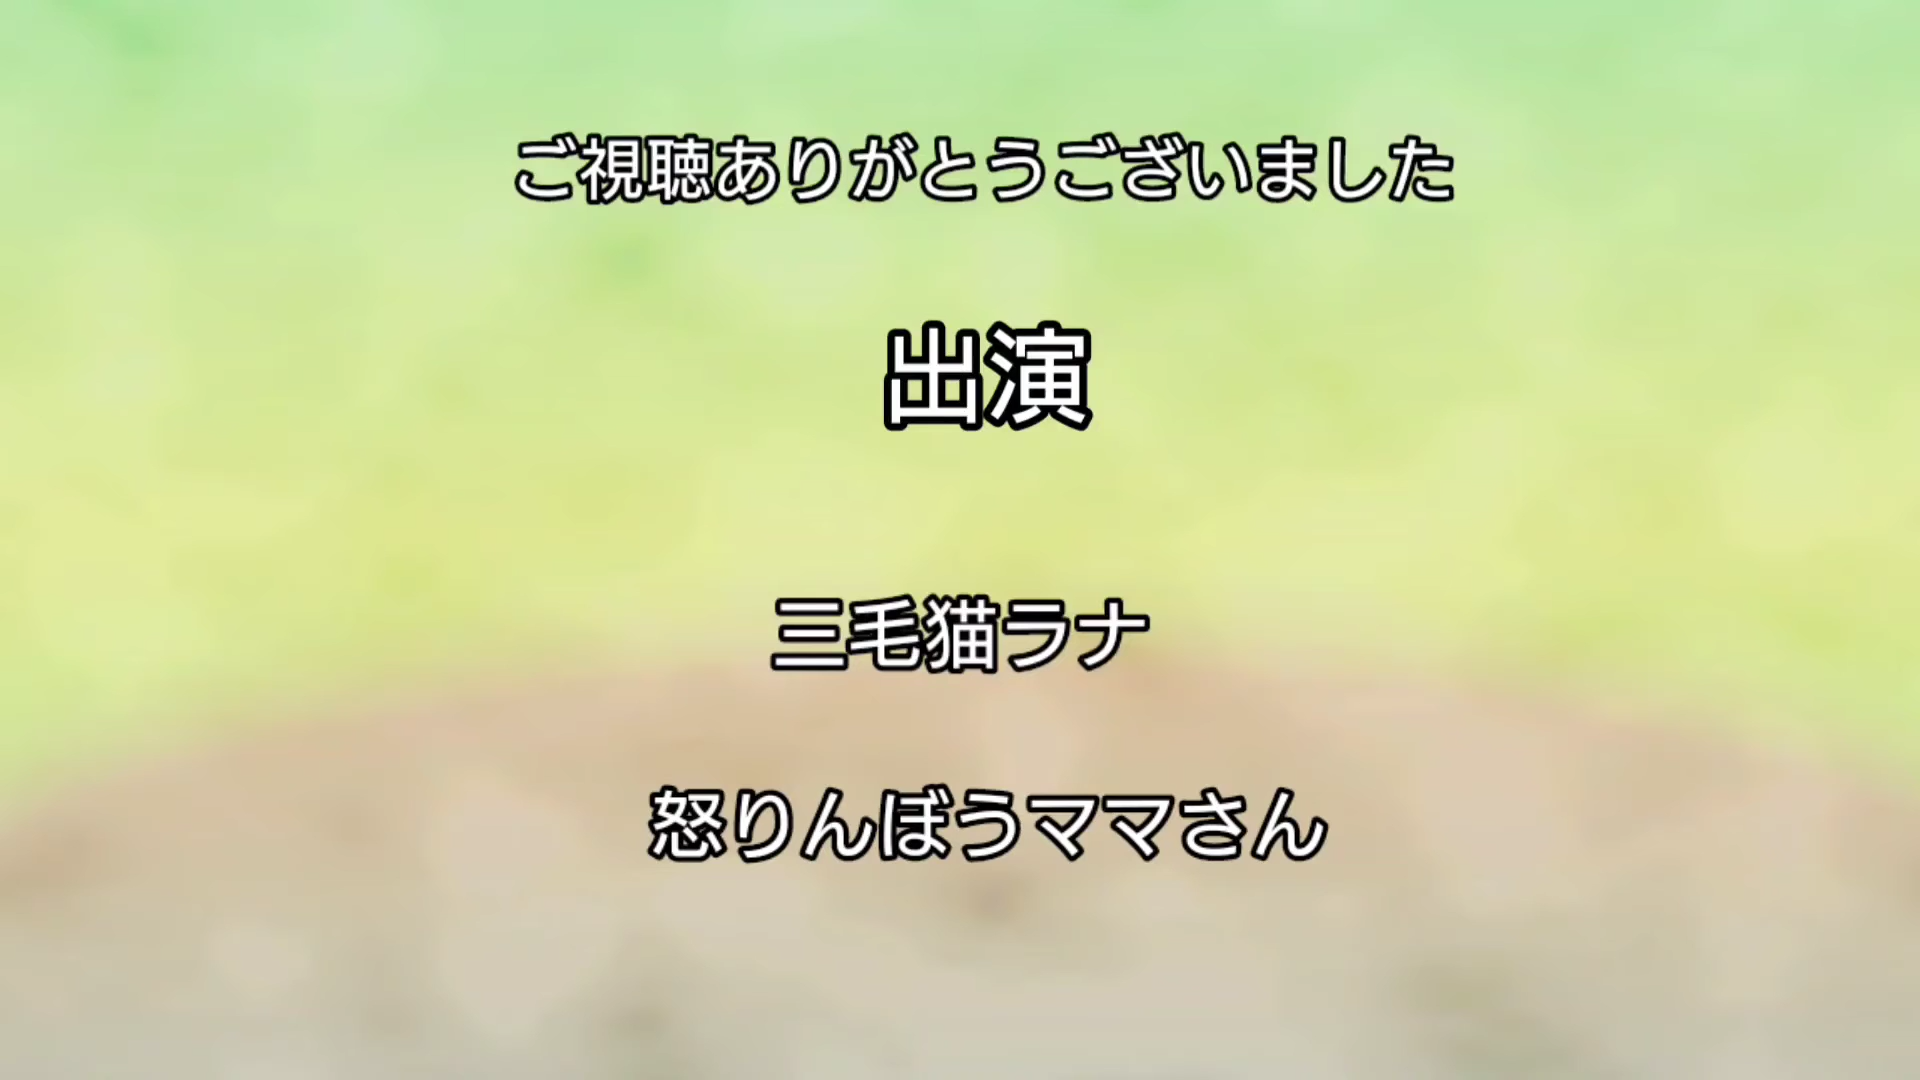 ご視聴ありがとうございました
出演
三毛猫ラナ
怒りんぼうママさん